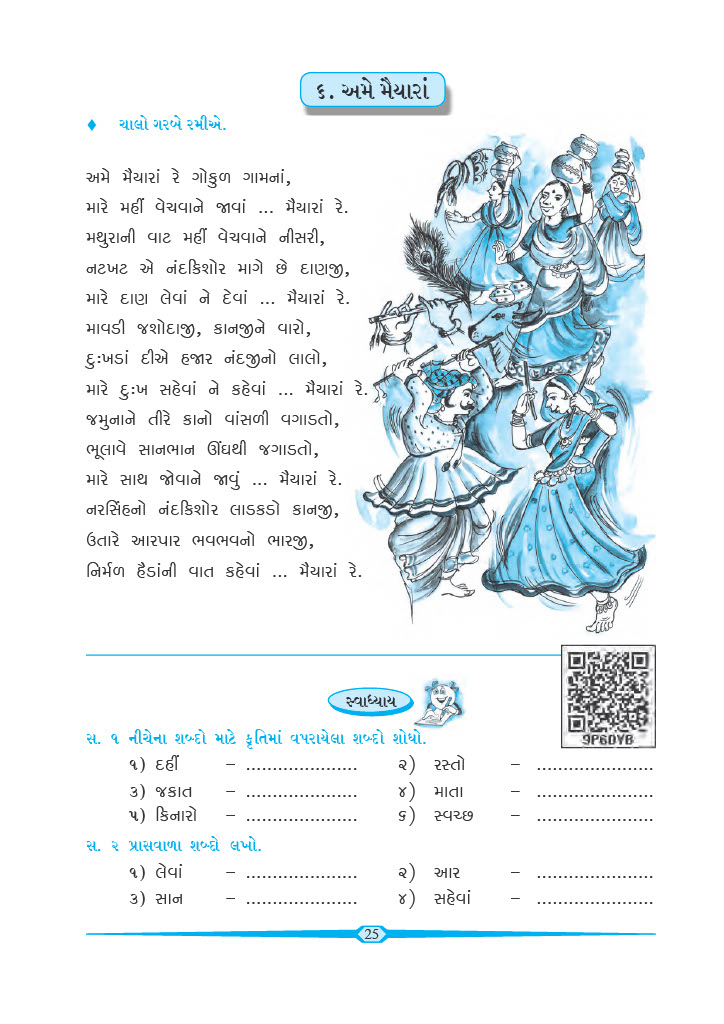 ૬. અમે મૈયારાં
♦ ચાલો ગરબે રમીએ.
અમે મૈયારાં રે ગોકુળ ગામનાં,
મારે મહીં વેચવાને જાવાં ... મૈયારાં રે.
મથુરાની વાટ મહીં વેચવાને નીસરી,
નટખટ એ નંદકિશોર માગે છે દાણજી,
મારે દાણ લેવાં ને દેવાં ... મૈયારાં રે.
માવડી જશોદાજી, કાનજીને વારો,
દુઃખડાં દીએ હજાર નંદજીનો લાલો,
મારે દુઃખ સહેવાં ને કહેવાં ... મૈયારાં રે.
જમુનાને તીરે કાનો વાંસળી વગાડતો,
ભૂલાવે સાનભાન ઊંઘથી જગાડતો,
મારે સાથ જોવાને જાવું ... મૈયારાં રે.
નરસિંહનો નંદકિશોર લાડકડો કાનજી,
ઉતારે આરપાર ભવભવનો ભારજી,
નિર્મળ હૈડાંની વાત કહેવાં ... મૈયારાં રે.
સ્વાધ્યાય
9P6DYB
સ. ૧ નીચેના શબ્દો માટે કૃતિમાં વપરાયેલા શબ્દો શોધો.
૧) દહીં – ..................... ૨) રસ્તો – ......................
૩) જકાત – ..................... ૪) માતા – ......................
૫) કિનારો – ..................... ૬) સ્વચ્છ – ......................
સ. ૨ પ્રાસવાળા શબ્દો લખો.
૧) લેવાં – ..................... ૨) આર – ......................
૩) સાન – ..................... ૪) સહેવાં – ......................
25